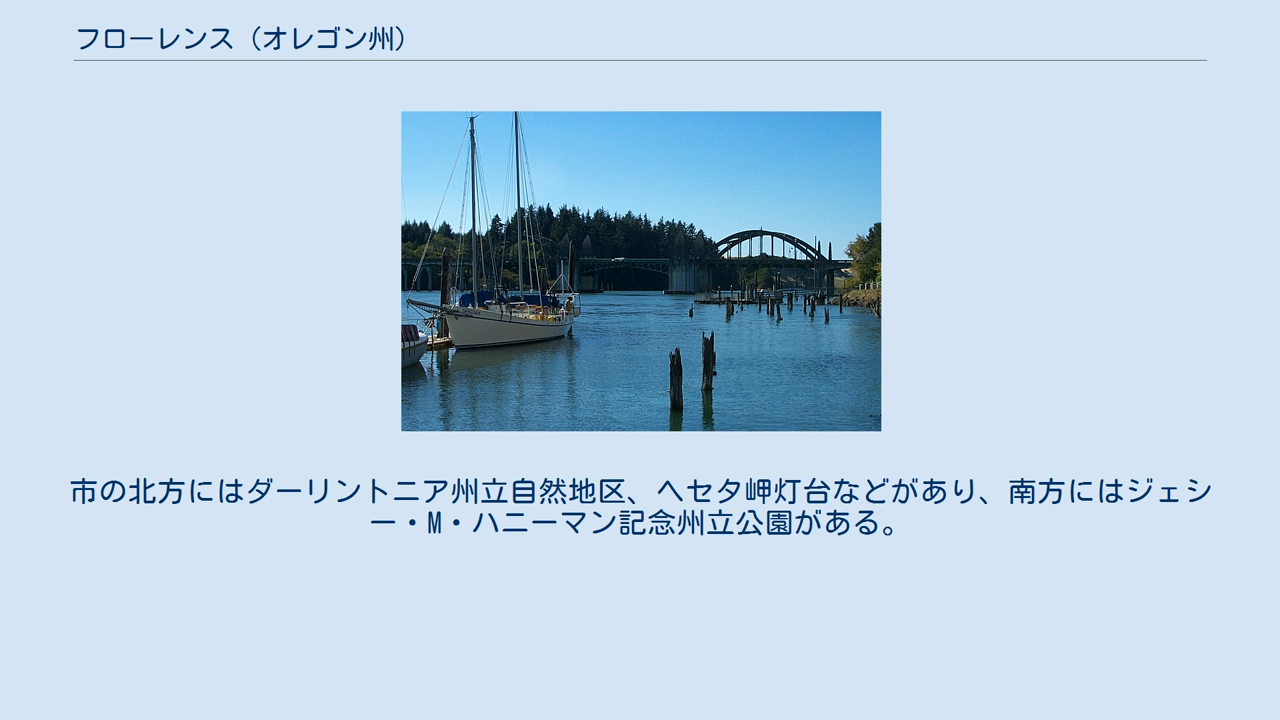 フローレンス（オレゴン州）
市の北方にはダーリントニア州立自然地区、ヘセタ岬灯台などがあり、南方にはジェシ
ー・M・ハニーマン記念州立公園がある。